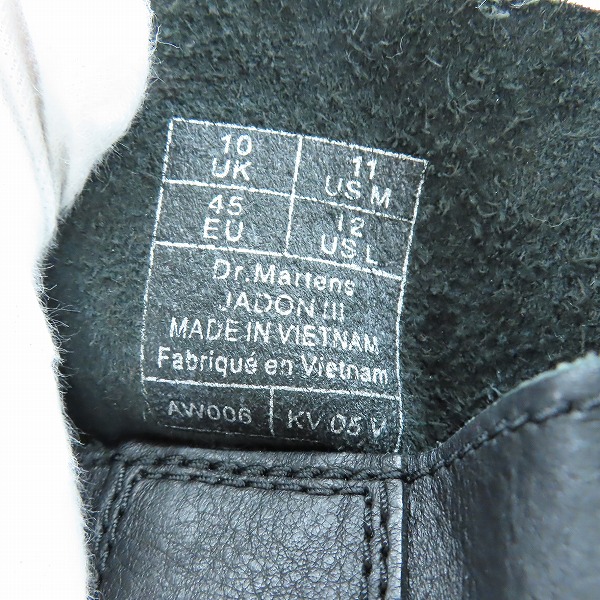 10 UK 11 US M
45 EU 12 US L
Dr. Martens
JADON III
MADE IN VIETNAM
Fabriqué en Vietnam
AW006 KV 05 V